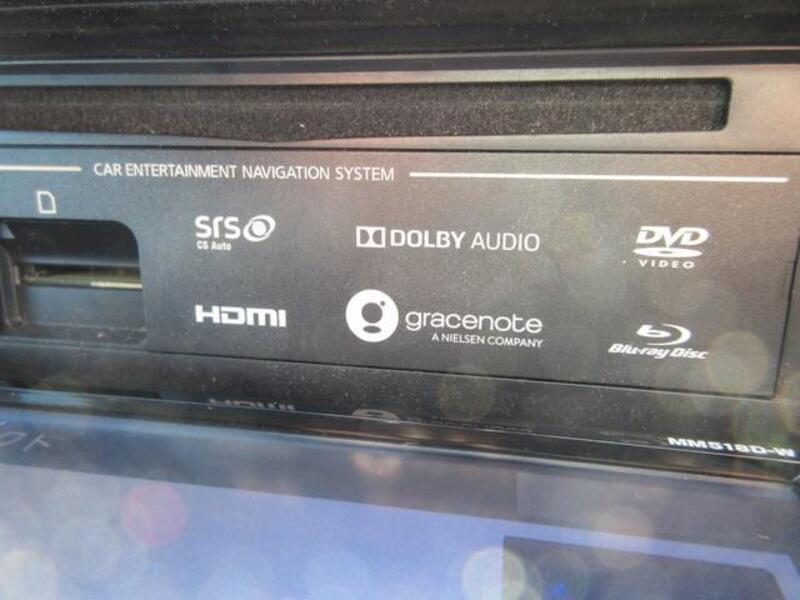 CAR ENTERTAINMENT NAVIGATION SYSTEM
SrS
CS Auto
DOLBY AUDIO
DVD
VIDEO
HDMI
gracenote
A NIELSEN COMPANY
Blu-ray Disc
HDMI
MM518D-W